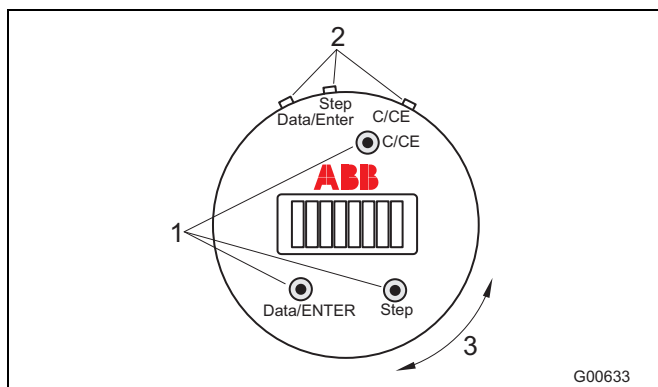 2
Step
Data/Enter
C/CE
C/CE
ABB
1
Data/ENTER
Step
3
G00633